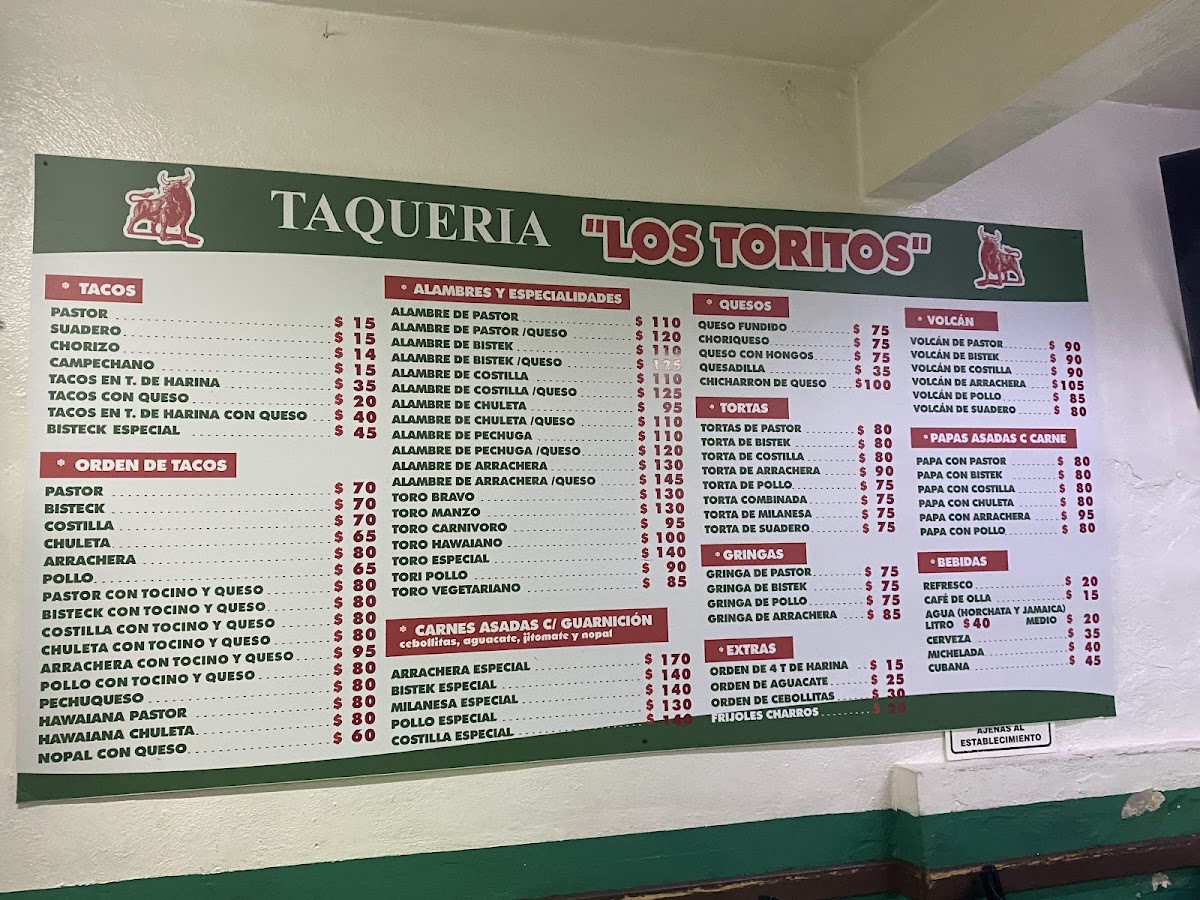 TAQUERIA "LOS TORITOS"
* TACOS
PASTOR $ 15
SUADERO $ 15
CHORIZO $ 14
CAMPECHANO $ 15
TACOS EN T. DE HARINA $ 35
TACOS CON QUESO $ 20
TACOS EN T. DE HARINA CON QUESO $ 40
BISTECK ESPECIAL $ 45
* ORDEN DE TACOS
PASTOR $ 70
BISTECK $ 70
COSTILLA $ 70
CHULETA $ 65
ARRACHERA $ 80
POLLO $ 65
PASTOR CON TOCINO Y QUESO $ 80
BISTECK CON TOCINO Y QUESO $ 80
COSTILLA CON TOCINO Y QUESO $ 80
CHULETA CON TOCINO Y QUESO $ 80
ARRACHERA CON TOCINO Y QUESO $ 95
POLLO CON TOCINO Y QUESO $ 80
PECHUQUESO $ 80
HAWAIANA PASTOR $ 80
HAWAIANA CHULETA $ 80
NOPAL CON QUESO $ 60
* ALAMBRES Y ESPECIALIDADES
ALAMBRE DE PASTOR $ 110
ALAMBRE DE PASTOR /QUESO $ 120
ALAMBRE DE BISTEK $ 110
ALAMBRE DE BISTEK /QUESO $ 125
ALAMBRE DE COSTILLA $ 110
ALAMBRE DE COSTILLA /QUESO $ 125
ALAMBRE DE CHULETA $ 95
ALAMBRE DE CHULETA /QUESO $ 110
ALAMBRE DE PECHUGA $ 110
ALAMBRE DE PECHUGA /QUESO $ 120
ALAMBRE DE ARRACHERA $ 130
ALAMBRE DE ARRACHERA /QUESO $ 145
TORO BRAVO $ 130
TORO MANZO $ 130
TORO CARNIVORO $ 95
TORO HAWAIANO $ 100
TORO ESPECIAL $ 140
TORI POLLO $ 90
TORO VEGETARIANO $ 85
* CARNES ASADAS C/ GUARNICIÓN
cebollitas, aguacate, jitomate y nopal
ARRACHERA ESPECIAL $ 170
BISTEK ESPECIAL $ 140
MILANESA ESPECIAL $ 140
POLLO ESPECIAL $ 130
COSTILLA ESPECIAL $ 140
* QUESOS
QUESO FUNDIDO $ 75
CHORIQUESO $ 75
QUESO CON HONGOS $ 75
QUESADILLA $ 35
CHICHARRON DE QUESO $100
* TORTAS
TORTAS DE PASTOR $ 80
TORTA DE BISTEK $ 80
TORTA DE COSTILLA $ 80
TORTA DE ARRACHERA $ 90
TORTA DE POLLO $ 75
TORTA COMBINADA $ 75
TORTA DE MILANESA $ 75
TORTA DE SUADERO $ 75
* GRINGAS
GRINGA DE PASTOR $ 75
GRINGA DE BISTEK $ 75
GRINGA DE POLLO $ 75
GRINGA DE ARRACHERA $ 85
* EXTRAS
ORDEN DE 4 T DE HARINA $ 15
ORDEN DE AGUACATE $ 25
ORDEN DE CEBOLLITAS $ 30
FRIJOLES CHARROS $ 20
* VOLCÁN
VOLCÁN DE PASTOR $ 90
VOLCÁN DE BISTEK $ 90
VOLCÁN DE COSTILLA $ 90
VOLCÁN DE ARRACHERA $105
VOLCÁN DE POLLO $ 85
VOLCÁN DE SUADERO $ 80
* PAPAS ASADAS C CARNE
PAPA CON PASTOR $ 80
PAPA CON BISTEK $ 80
PAPA CON COSTILLA $ 80
PAPA CON CHULETA $ 80
PAPA CON ARRACHERA $ 95
PAPA CON POLLO $ 80
* BEBIDAS
REFRESCO $ 20
CAFÉ DE OLLA $ 15
AGUA (HORCHATA Y JAMAICA)
LITRO $40 MEDIO $ 20
CERVEZA $ 35
MICHELADA $ 40
CUBANA $ 45
AJENAS AL
ESTABLECIMIENTO